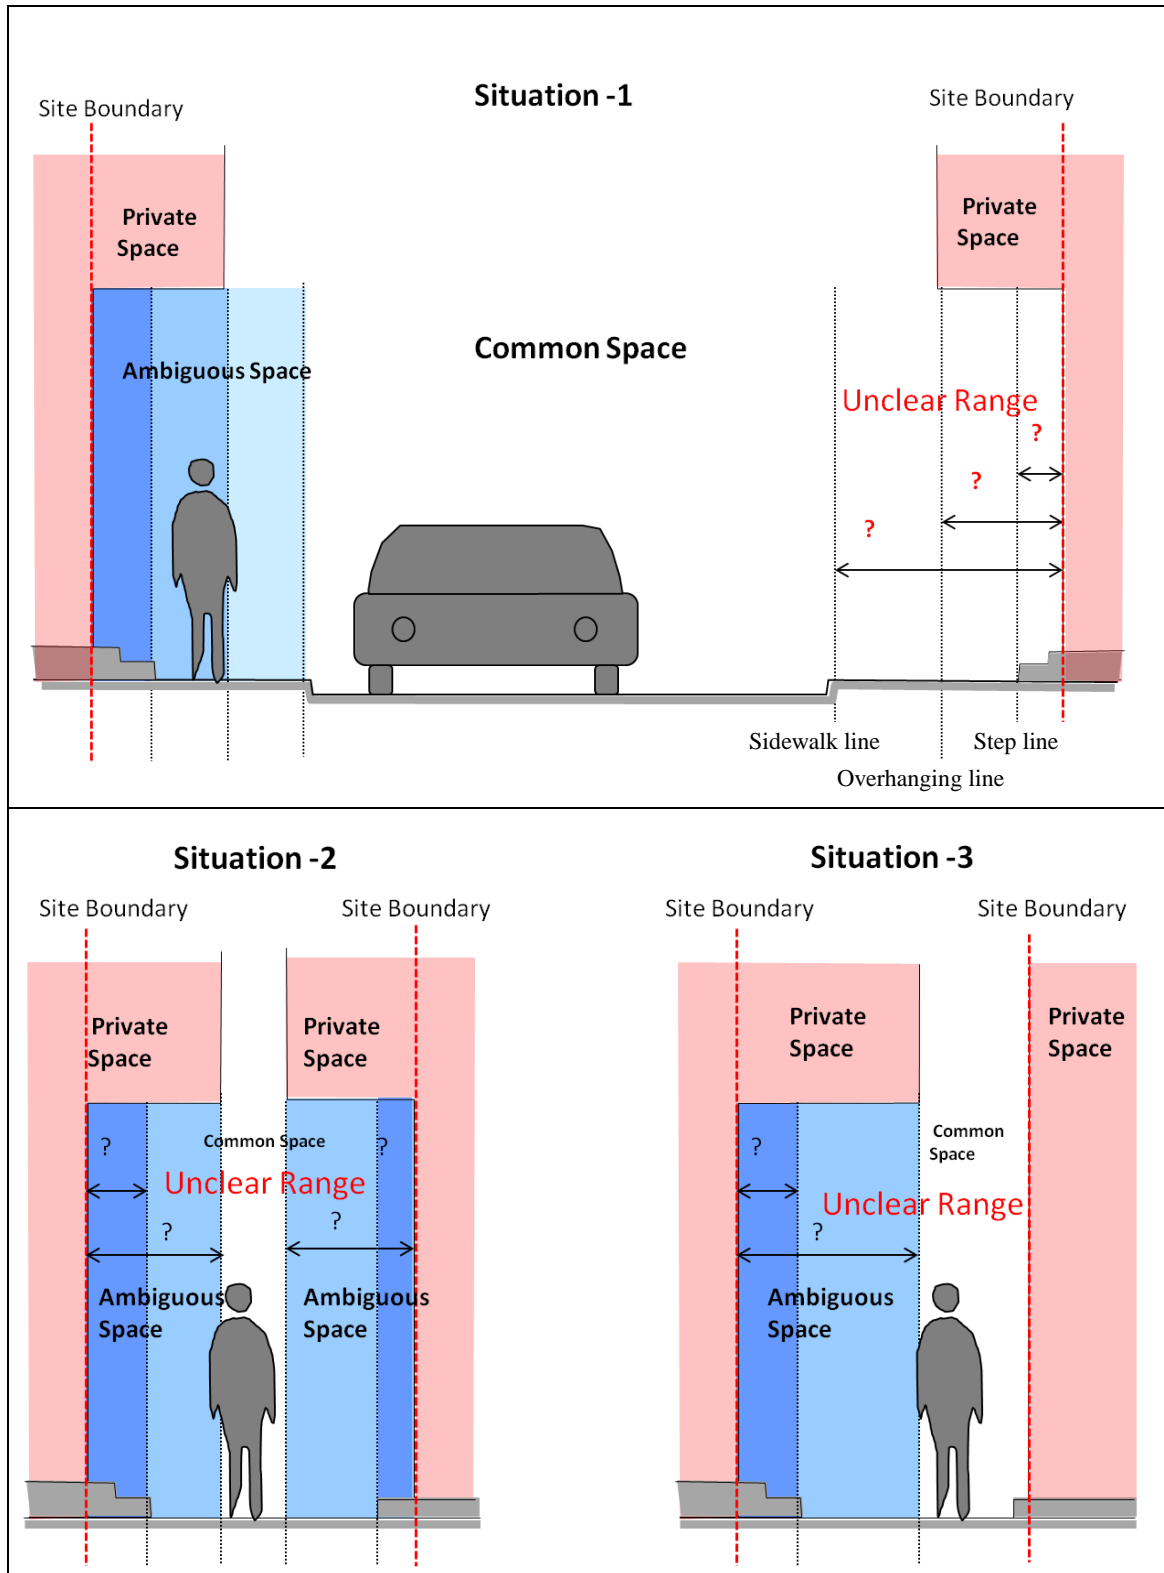 Situation -1
Site Boundary
Site Boundary
Private
Space
Private
Space
Common Space
Ambiguous Space
Unclear Range
?
?
?
Sidewalk line
Step line
Overhanging line
Situation -2
Situation -3
Site Boundary
Site Boundary
Site Boundary
Site Boundary
Private
Space
Private
Space
Private
Space
Private
Space
?
Common Space
?
Unclear Range
?
?
Ambiguous
Space
Ambiguous
Space
?
Common
Space
Unclear Range
?
Ambiguous
Space